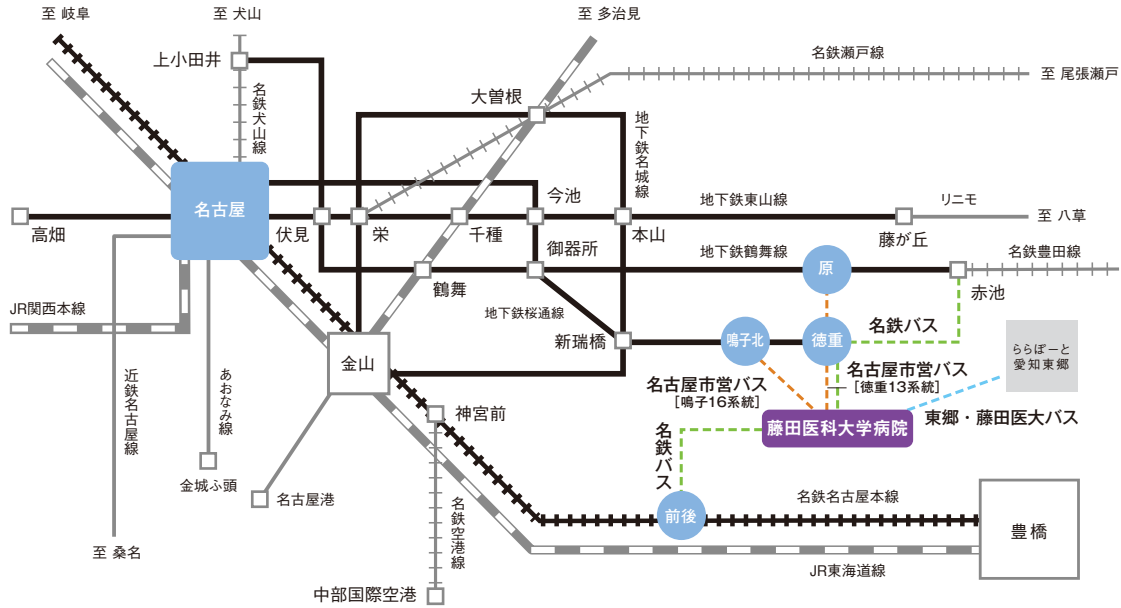 至 岐阜
至 犬山
至 多治見
上小田井
名鉄瀬戸線
至 尾張瀬戸
名鉄犬山線
大曽根
地下鉄名城線
名古屋
今池
地下鉄東山線
リニモ
至 八草
高畑
伏見
栄
千種
本山
藤が丘
御器所
地下鉄鶴舞線
原
名鉄豊田線
鶴舞
赤池
JR関西本線
地下鉄桜通線
新瑞橋
鳴子北
徳重
名鉄バス
ららぽーと
愛知東郷
金山
名古屋市営バス
[鳴子16系統]
名古屋市営バス
[徳重13系統]
近鉄名古屋線
あおなみ線
神宮前
藤田医科大学病院
東郷・藤田医大バス
名鉄バス
金城ふ頭
名古屋港
名鉄空港線
前後
名鉄名古屋本線
豊橋
至 桑名
JR東海道線
中部国際空港